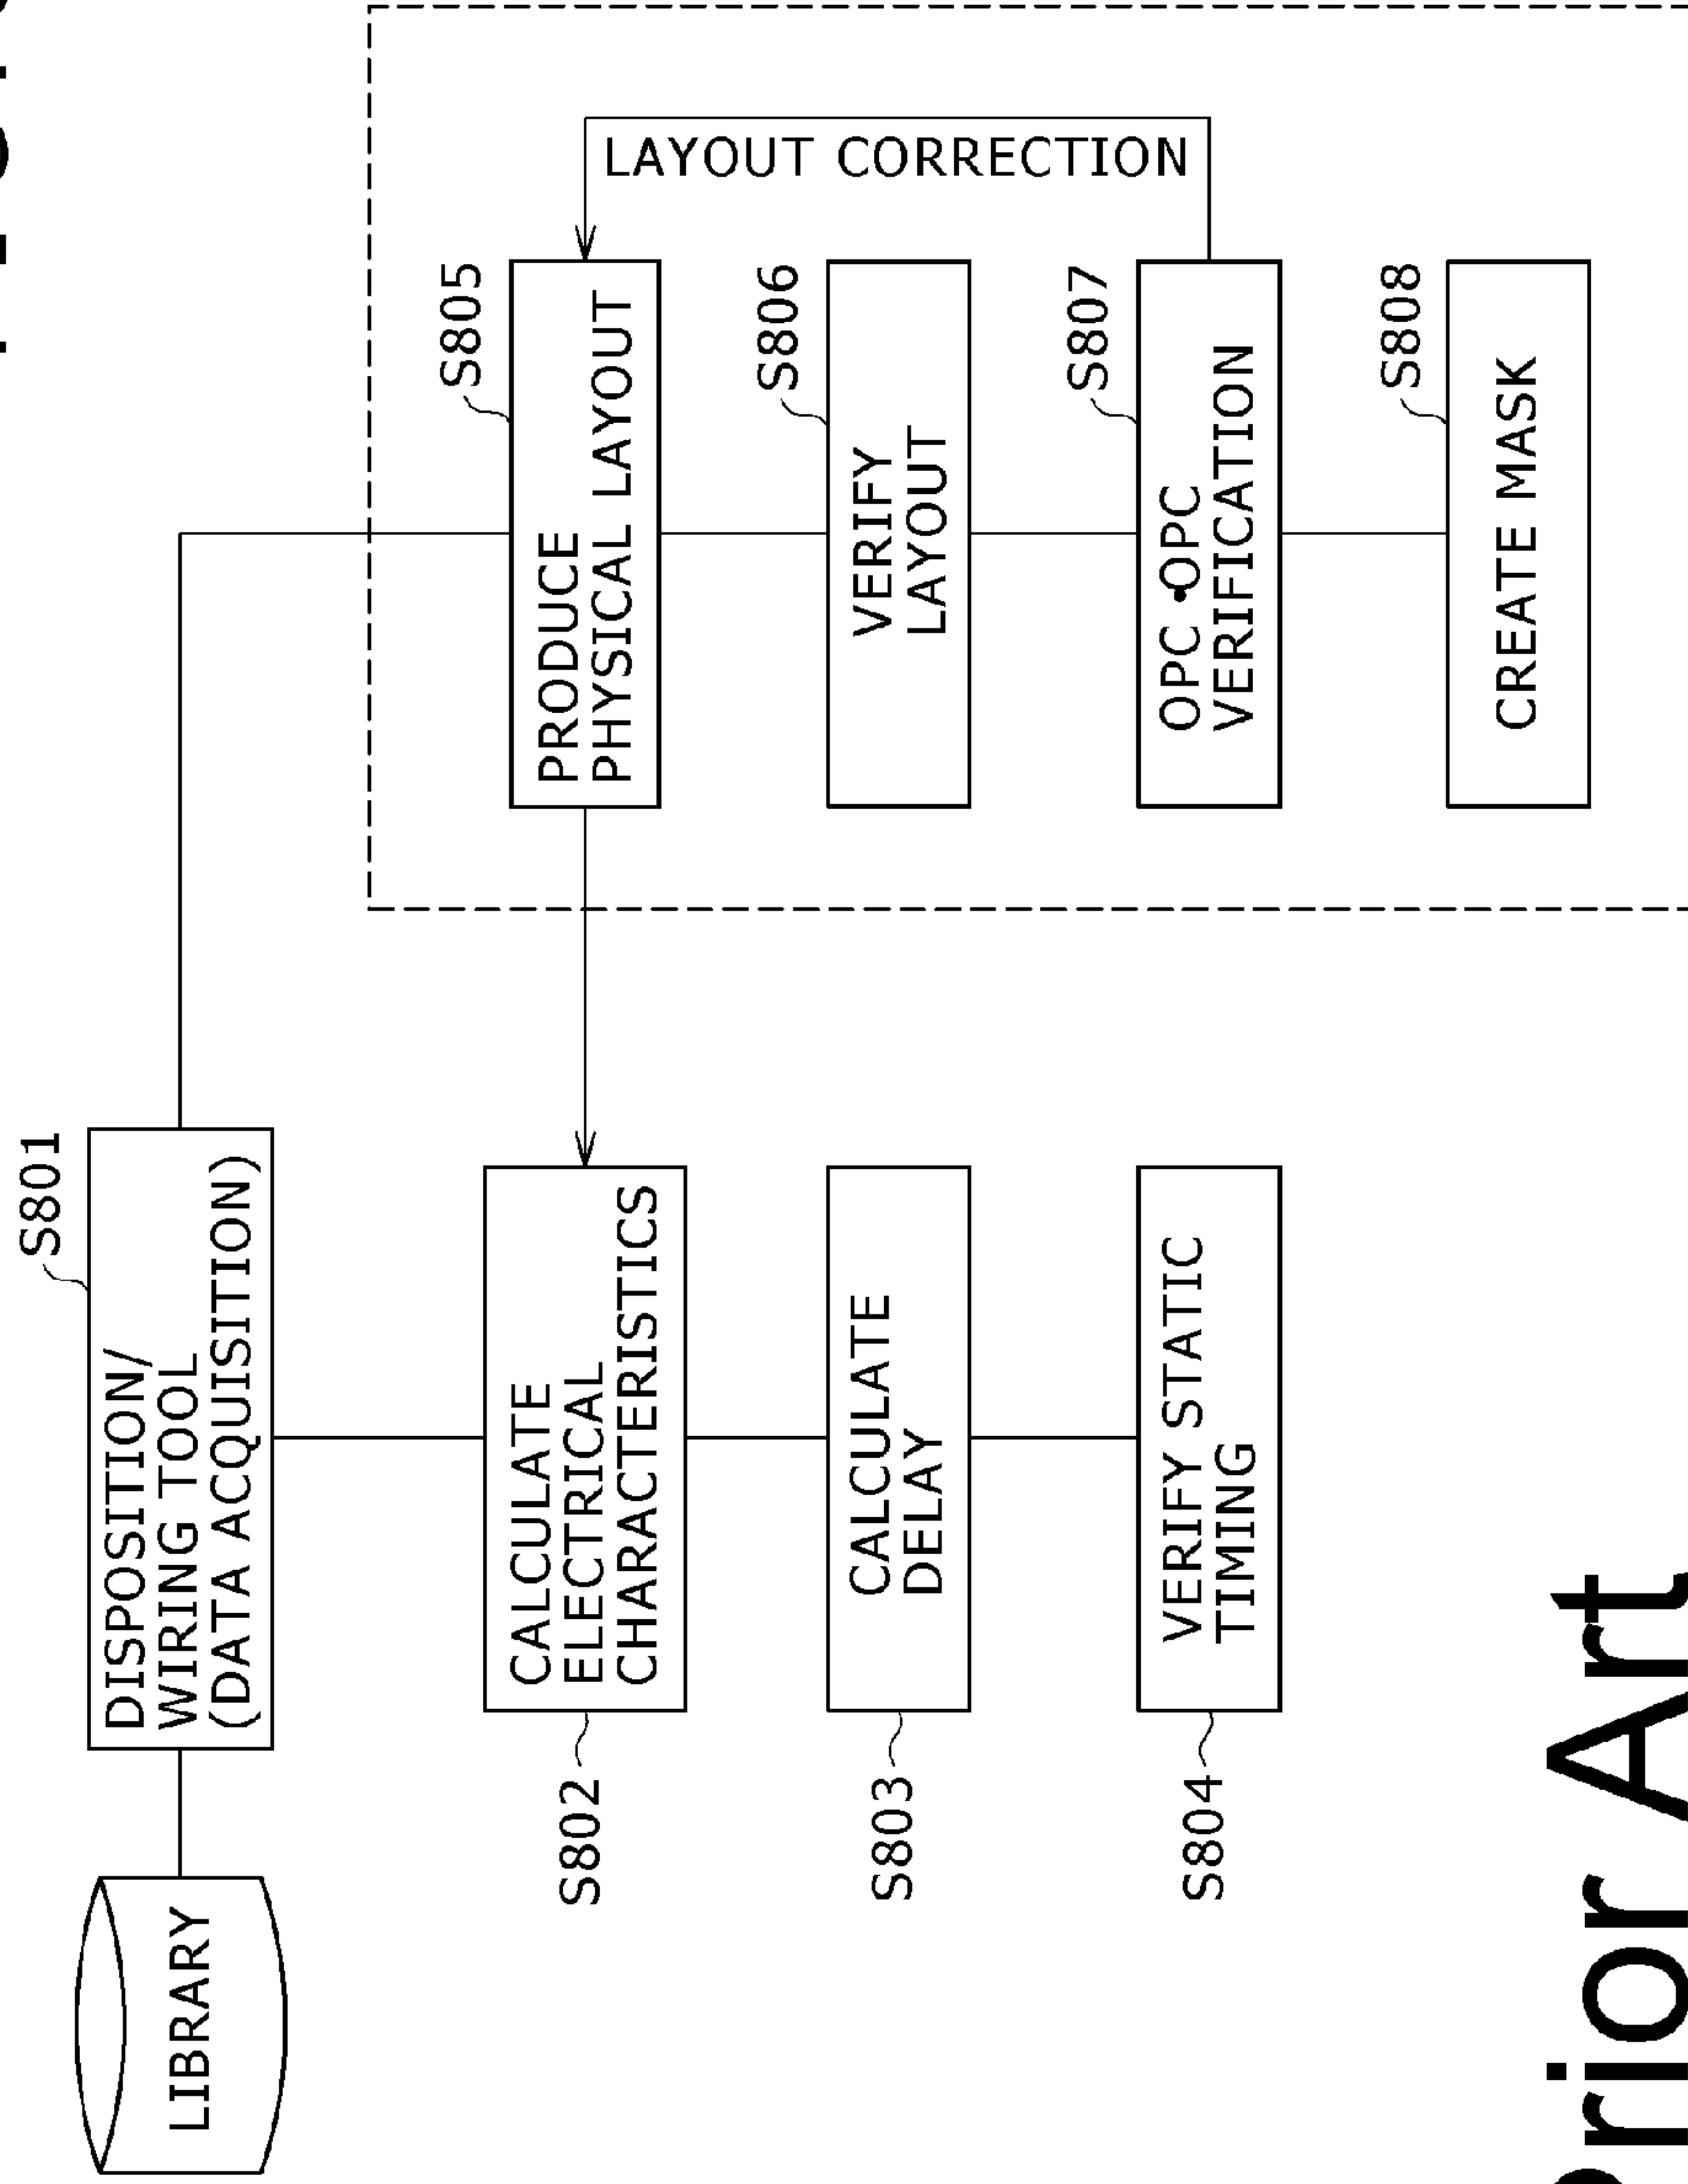 S801
DISPOSITION/
WIRING TOOL
(DATA ACQUISITION)
LIBRARY
S802
CALCULATE
ELECTRICAL
CHARACTERISTICS
S803
CALCULATE
DELAY
S804
VERIFY STATIC
TIMING
S805
PRODUCE
PHYSICAL LAYOUT
LAYOUT CORRECTION
S806
VERIFY
LAYOUT
S807
OPC•OPC
VERIFICATION
S808
CREATE MASK
Prior Art